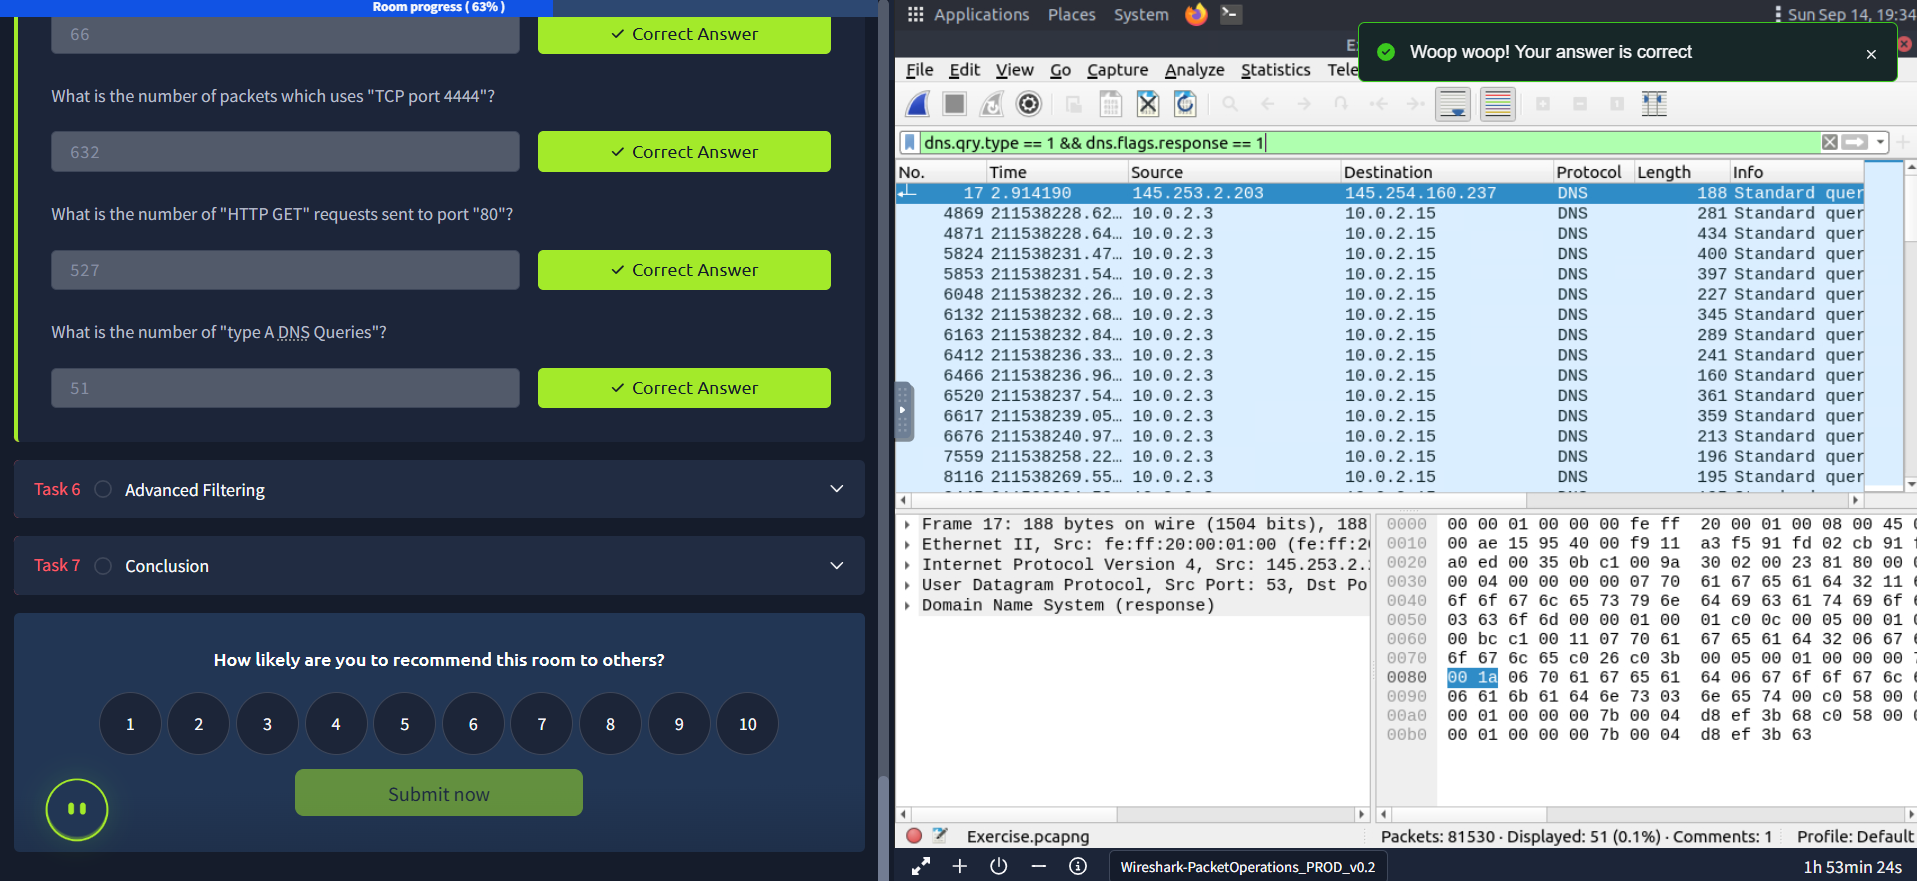 Room progress ( 63% )
66
✓ Correct Answer
What is the number of packets which uses "TCP port 4444"?
632
✓ Correct Answer
What is the number of "HTTP GET" requests sent to port "80"?
527
✓ Correct Answer
What is the number of "type A DNS Queries"?
51
✓ Correct Answer
Task 6 Advanced Filtering
Task 7 Conclusion
How likely are you to recommend this room to others?
1 2 3 4 5 6 7 8 9 10
Submit now
Applications Places System Sun Sep 14, 19:34
Woop woop! Your answer is correct
File Edit View Go Capture Analyze Statistics Tele
dns.qry.type == 1 && dns.flags.response == 1
No. Time Source Destination Protocol Length Info
17 2.914190 145.253.2.203 145.254.160.237 DNS 188 Standard quer
4869 211538228.62… 10.0.2.3 10.0.2.15 DNS 281 Standard quer
4871 211538228.64… 10.0.2.3 10.0.2.15 DNS 434 Standard quer
5824 211538231.47… 10.0.2.3 10.0.2.15 DNS 400 Standard quer
5853 211538231.54… 10.0.2.3 10.0.2.15 DNS 397 Standard quer
6048 211538232.26… 10.0.2.3 10.0.2.15 DNS 227 Standard quer
6132 211538232.68… 10.0.2.3 10.0.2.15 DNS 345 Standard quer
6163 211538232.84… 10.0.2.3 10.0.2.15 DNS 289 Standard quer
6412 211538236.33… 10.0.2.3 10.0.2.15 DNS 241 Standard quer
6466 211538236.96… 10.0.2.3 10.0.2.15 DNS 160 Standard quer
6520 211538237.54… 10.0.2.3 10.0.2.15 DNS 361 Standard quer
6617 211538239.05… 10.0.2.3 10.0.2.15 DNS 359 Standard quer
6676 211538240.97… 10.0.2.3 10.0.2.15 DNS 213 Standard quer
7559 211538258.22… 10.0.2.3 10.0.2.15 DNS 196 Standard quer
8116 211538269.55… 10.0.2.3 10.0.2.15 DNS 195 Standard quer
Frame 17: 188 bytes on wire (1504 bits), 188
Ethernet II, Src: fe:ff:20:00:01:00 (fe:ff:2
Internet Protocol Version 4, Src: 145.253.2.
User Datagram Protocol, Src Port: 53, Dst Po
Domain Name System (response)
0000 00 00 01 00 00 00 fe ff 20 00 01 00 08 00 45
0010 00 ae 15 95 40 00 f9 11 a3 f5 91 fd 02 cb 91
0020 a0 ed 00 35 0b c1 00 9a 30 02 00 23 81 80 00
0030 00 04 00 00 00 00 07 70 61 67 65 61 64 32 11
0040 6f 6f 67 6c 65 73 79 6e 64 69 63 61 74 69 6f
0050 03 63 6f 6d 00 00 01 00 01 c0 0c 00 05 00 01
0060 00 bc c1 00 11 07 70 61 67 65 61 64 32 06 67
0070 6f 67 6c 65 c0 26 c0 3b 00 05 00 01 00 00 00
0080 00 1a 06 70 61 67 65 61 64 06 67 6f 6f 67 6c
0090 06 61 6b 61 64 6e 73 03 6e 65 74 00 c0 58 00
00a0 00 01 00 00 00 7b 00 04 d8 ef 3b 68 c0 58 00
00b0 00 01 00 00 00 7b 00 04 d8 ef 3b 63
Exercise.pcapng Packets: 81530 · Displayed: 51 (0.1%) · Comments: 1 Profile: Default
Wireshark-PacketOperations_PROD_v0.2 1h 53min 24s